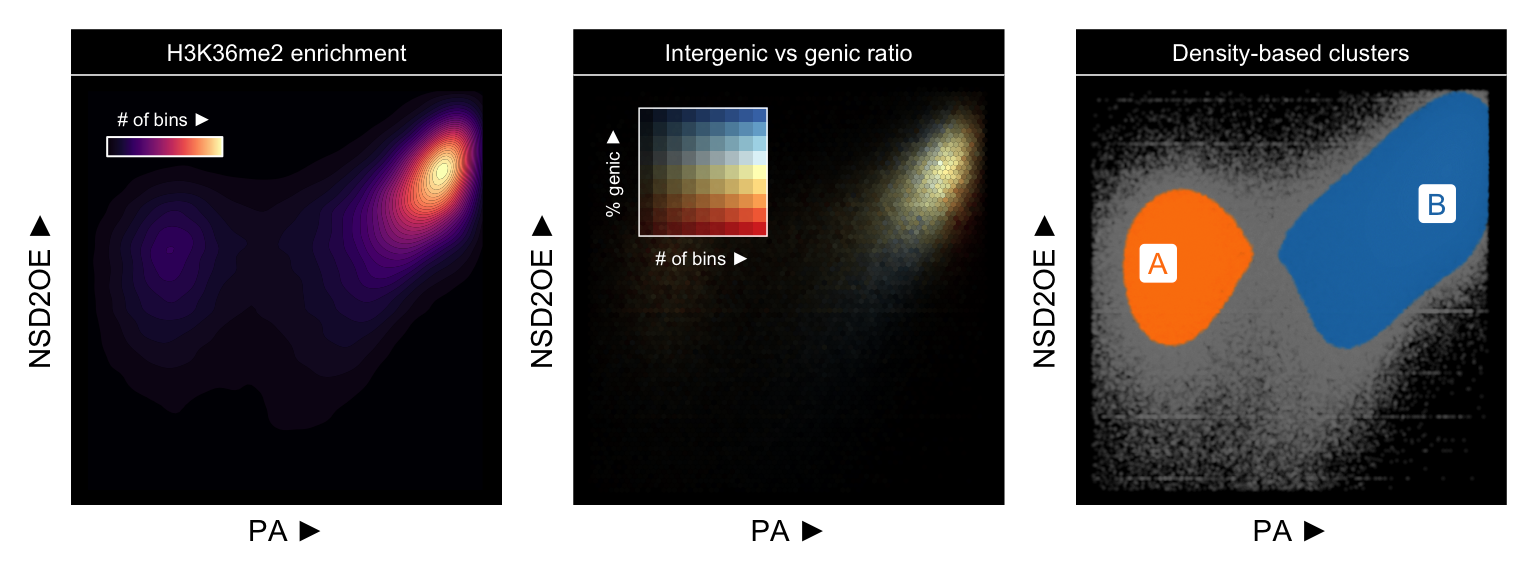 H3K36me2 enrichment
# of bins ►
NSD2OE ►
PA ►
Intergenic vs genic ratio
% genic ►
# of bins ►
NSD2OE ►
PA ►
Density-based clusters
A
B
NSD2OE ►
PA ►